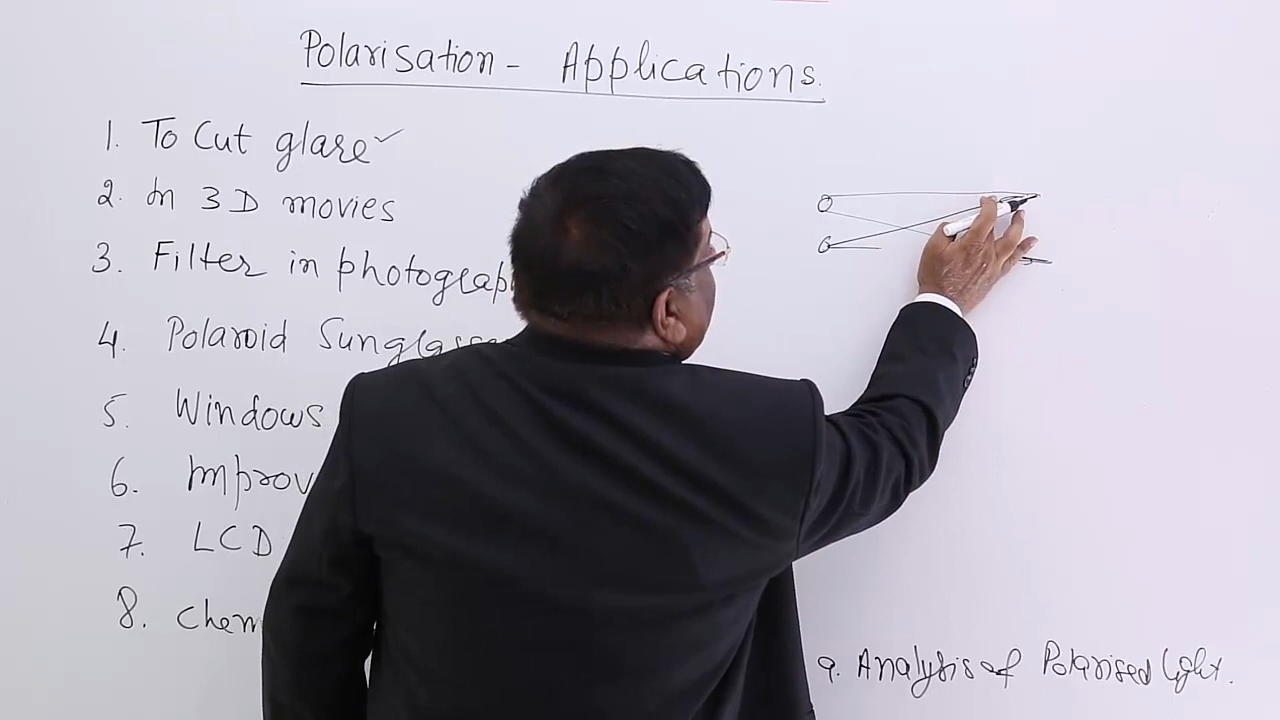 Polarisation - Applications.
1. To Cut glare ✓
2. In 3D movies
3. Filter in photograp
4. Polaroid Sunglasse
5. Windows
6. Improv
7. LCD
8. Chem
9. Analysis of Polarised light.